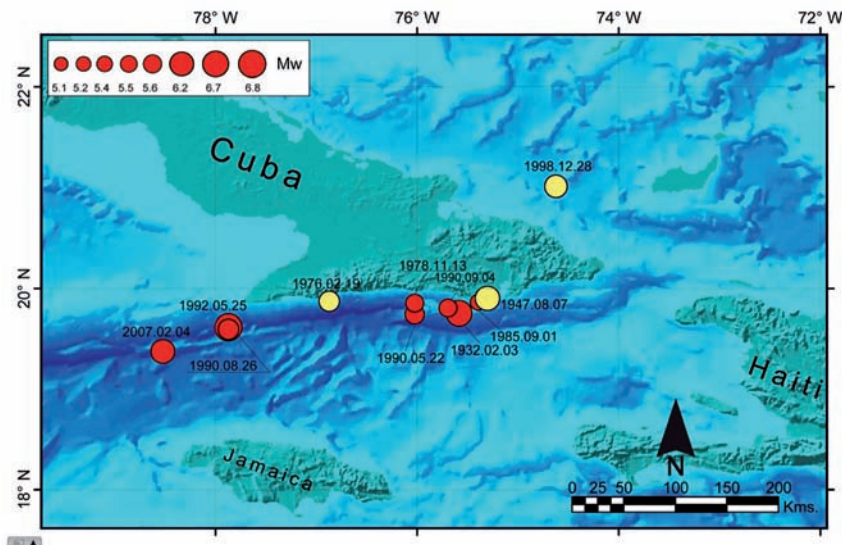 78° W 76° W 74° W 72° W
Mw
5.1 5.2 5.4 5.5 5.6 6.2 6.7 6.8
22° N
Cuba
1998.12.28
20° N
1978.11.13
1976.02.19
1990.09.04
1992.05.25
1947.08.07
2007.02.04
1985.09.01
1990.05.22
1932.02.03
1990.08.26
Haiti
Jamaica
N
18° N
0 25 50 100 150 200
Kms.